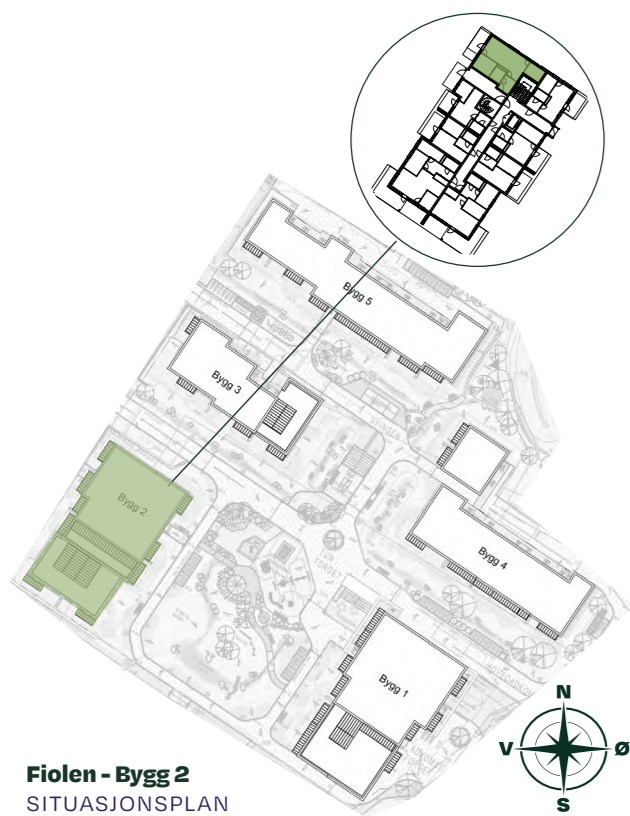 Bygg 5
Bygg 3
Bygg 2
Bygg 4
Bygg 1
N
V
Ø
S
Fiolen - Bygg 2
SITUASJONSPLAN